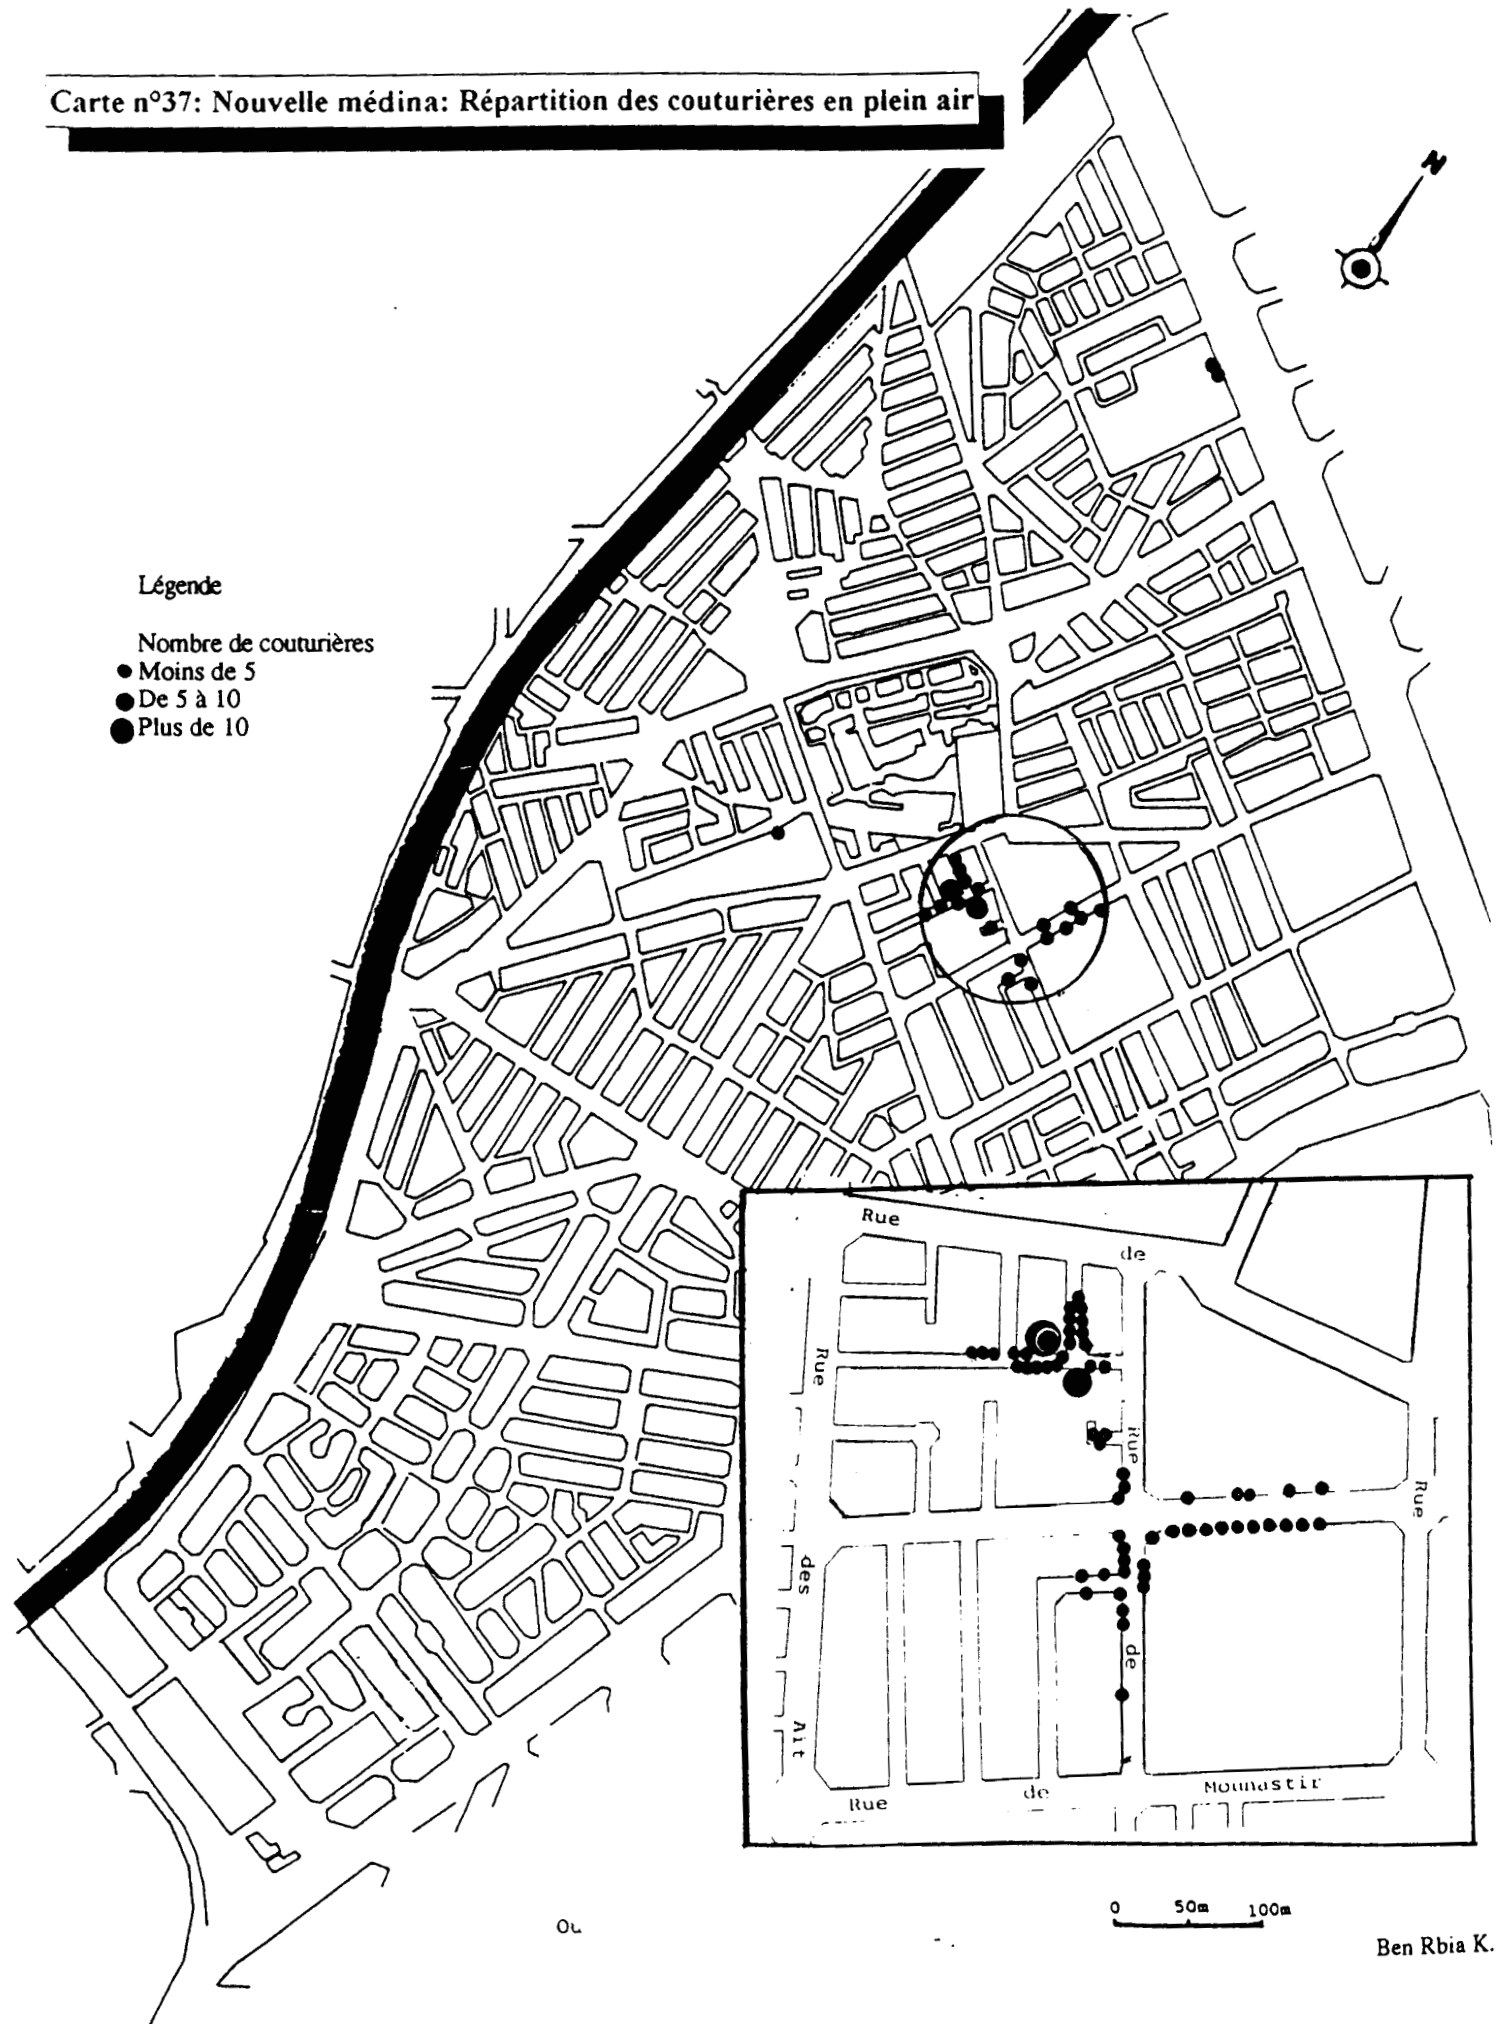 Carte n°37: Nouvelle médina: Répartition des couturières en plein air
N
Légende
Nombre de couturières
Moins de 5
De 5 à 10
Plus de 10
Rue
de
Rue
Rue
Rue
des
de
Ait
Rue de Mounastir
0 50m 100m
Ou
Ben Rbia K.